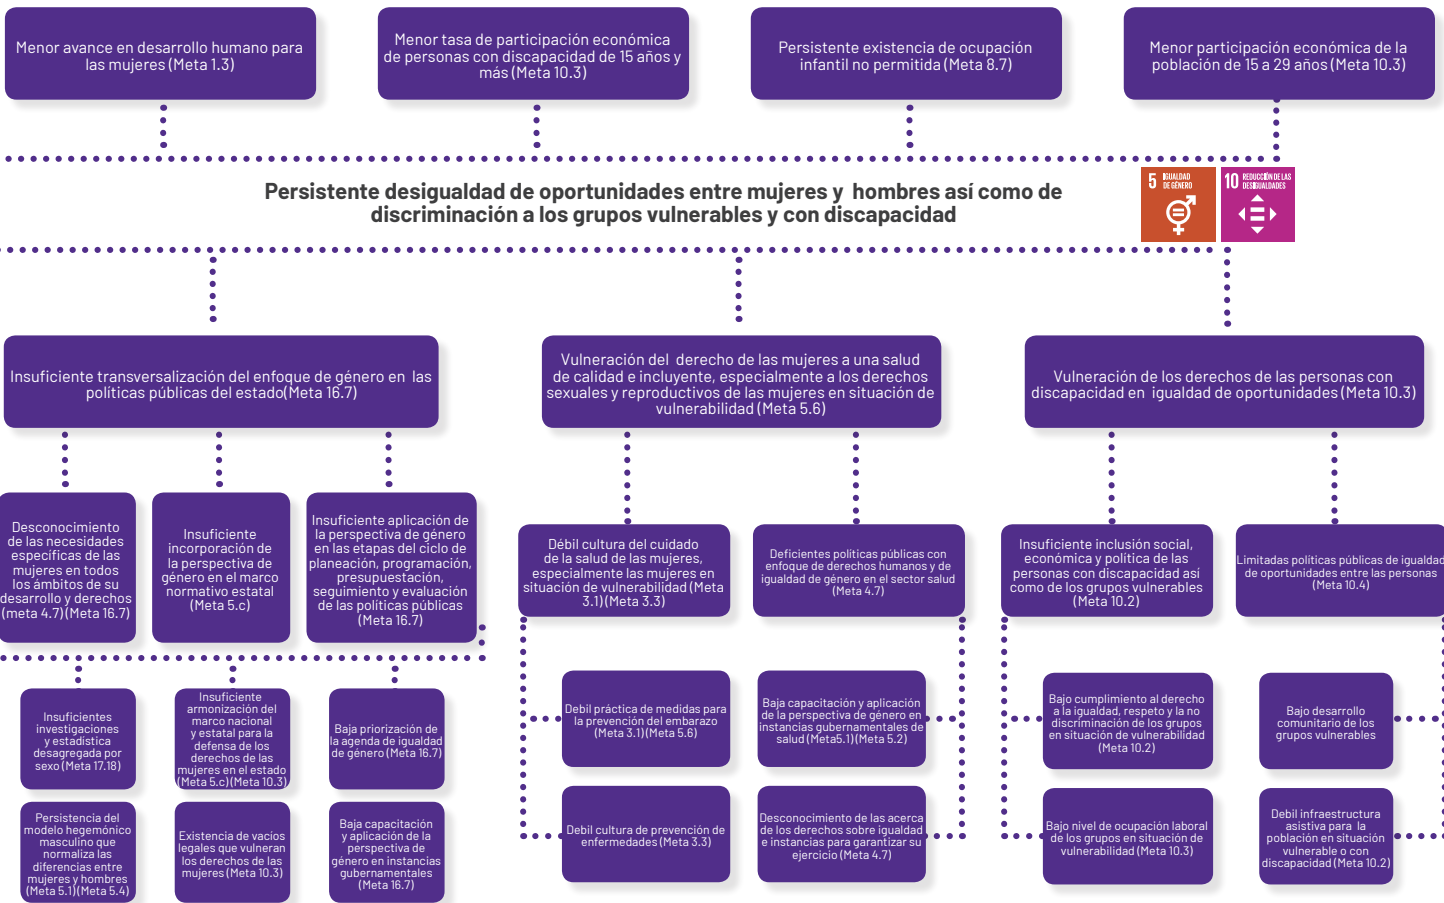 Menor avance en desarrollo humano para
las mujeres (Meta 1.3)
Menor tasa de participación económica
de personas con discapacidad de 15 años y
más (Meta 10.3)
Persistente existencia de ocupación
infantil no permitida (Meta 8.7)
Menor participación económica de la
población de 15 a 29 años (Meta 10.3)
Persistente desigualdad de oportunidades entre mujeres y hombres así como de
discriminación a los grupos vulnerables y con discapacidad
5 IGUALDAD
DE GÉNERO
10 REDUCCIÓN DE LAS
DESIGUALDADES
Insuficiente transversalización del enfoque de género en las
políticas públicas del estado(Meta 16.7)
Vulneración del derecho de las mujeres a una salud
de calidad e incluyente, especialmente a los derechos
sexuales y reproductivos de las mujeres en situación de
vulnerabilidad (Meta 5.6)
Vulneración de los derechos de las personas con
discapacidad en igualdad de oportunidades (Meta 10.3)
Desconocimiento
de las necesidades
específicas de las
mujeres en todos
los ámbitos de su
desarrollo y derechos
(meta 4.7)(Meta 16.7)
Insuficiente
incorporación de
la perspectiva de
género en el marco
normativo estatal
(Meta 5.c)
Insuficiente aplicación de
la perspectiva de género
en las etapas del ciclo de
planeación, programación,
presupuestación,
seguimiento y evaluación
de las políticas públicas
(Meta 16.7)
Débil cultura del cuidado
de la salud de las mujeres,
especialmente las mujeres en
situación de vulnerabilidad (Meta
3.1)(Meta 3.3)
Deficientes políticas públicas con
enfoque de derechos humanos y de
igualdad de género en el sector salud
(Meta 4.7)
Insuficiente inclusión social,
económica y política de las
personas con discapacidad así
como de los grupos vulnerables
(Meta 10.2)
Limitadas políticas públicas de igualdad
de oportunidades entre las personas
(Meta 10.4)
Insuficientes
investigaciones
y estadística
desagregada por
sexo (Meta 17.18)
Insuficiente
armonización del
marco nacional
y estatal para la
defensa de los
derechos de las
mujeres en el estado
(Meta 5.c)(Meta 10.3)
Baja priorización de
la agenda de igualdad
de género (Meta 16.7)
Debil práctica de medidas para
la prevención del embarazo
(Meta 3.1)(Meta 5.6)
Baja capacitación y aplicación
de la perspectiva de género en
instancias gubernamentales de
salud (Meta5.1)(Meta 5.2)
Bajo cumplimiento al derecho
a la igualdad, respeto y la no
discriminación de los grupos
en situación de vulnerabilidad
(Meta 10.2)
Bajo desarrollo
comunitario de los
grupos vulnerables
Persistencia del
modelo hegemónico
masculino que
normaliza las
diferencias entre
mujeres y hombres
(Meta 5.1)(Meta 5.4)
Existencia de vacíos
legales que vulneran
los derechos de las
mujeres (Meta 10.3)
Baja capacitación
y aplicación de la
perspectiva de
género en instancias
gubernamentales
(Meta 16.7)
Debil cultura de prevención de
enfermedades (Meta 3.3)
Desconocimiento de las acerca
de los derechos sobre igualdad
e instancias para garantizar su
ejercicio (Meta 4.7)
Bajo nivel de ocupación laboral
de los grupos en situación de
vulnerabilidad (Meta 10.3)
Debil infraestructura
asistiva para la
población en situación
vulnerable o con
discapacidad (Meta 10.2)